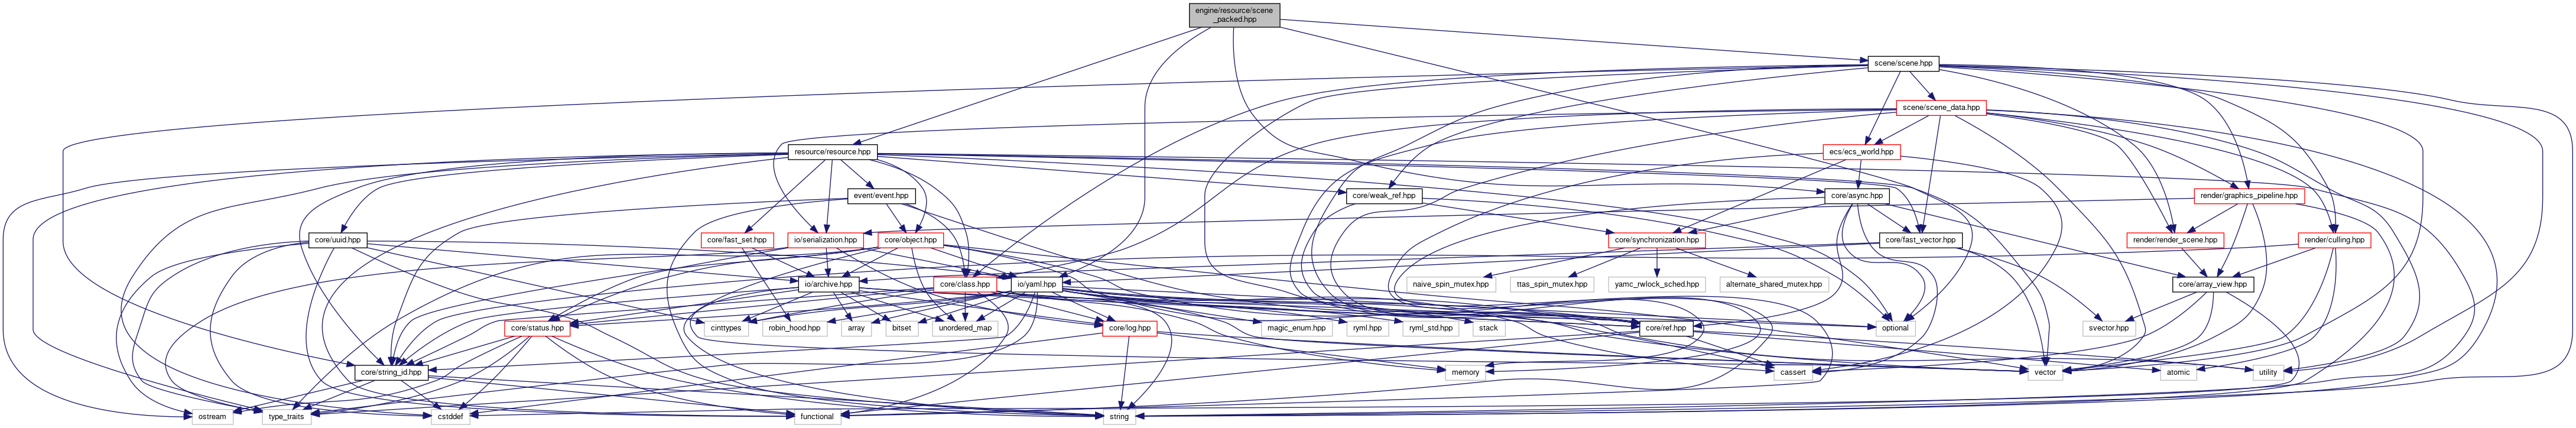 engine/resource/scene
_packed.hpp
scene/scene.hpp
scene/scene_data.hpp
resource/resource.hpp
ecs/ecs_world.hpp
event/event.hpp
core/weak_ref.hpp
core/async.hpp
render/graphics_pipeline.hpp
core/uuid.hpp
core/fast_set.hpp
io/serialization.hpp
core/object.hpp
core/synchronization.hpp
core/fast_vector.hpp
render/render_scene.hpp
render/culling.hpp
io/archive.hpp
core/class.hpp
io/yaml.hpp
naive_spin_mutex.hpp
ttas_spin_mutex.hpp
yamc_rwlock_sched.hpp
alternate_shared_mutex.hpp
core/array_view.hpp
core/status.hpp
cinttypes
robin_hood.hpp
array
bitset
unordered_map
core/log.hpp
magic_enum.hpp
ryml.hpp
ryml_std.hpp
stack
core/ref.hpp
optional
svector.hpp
core/string_id.hpp
memory
cassert
vector
atomic
utility
ostream
type_traits
cstddef
functional
string